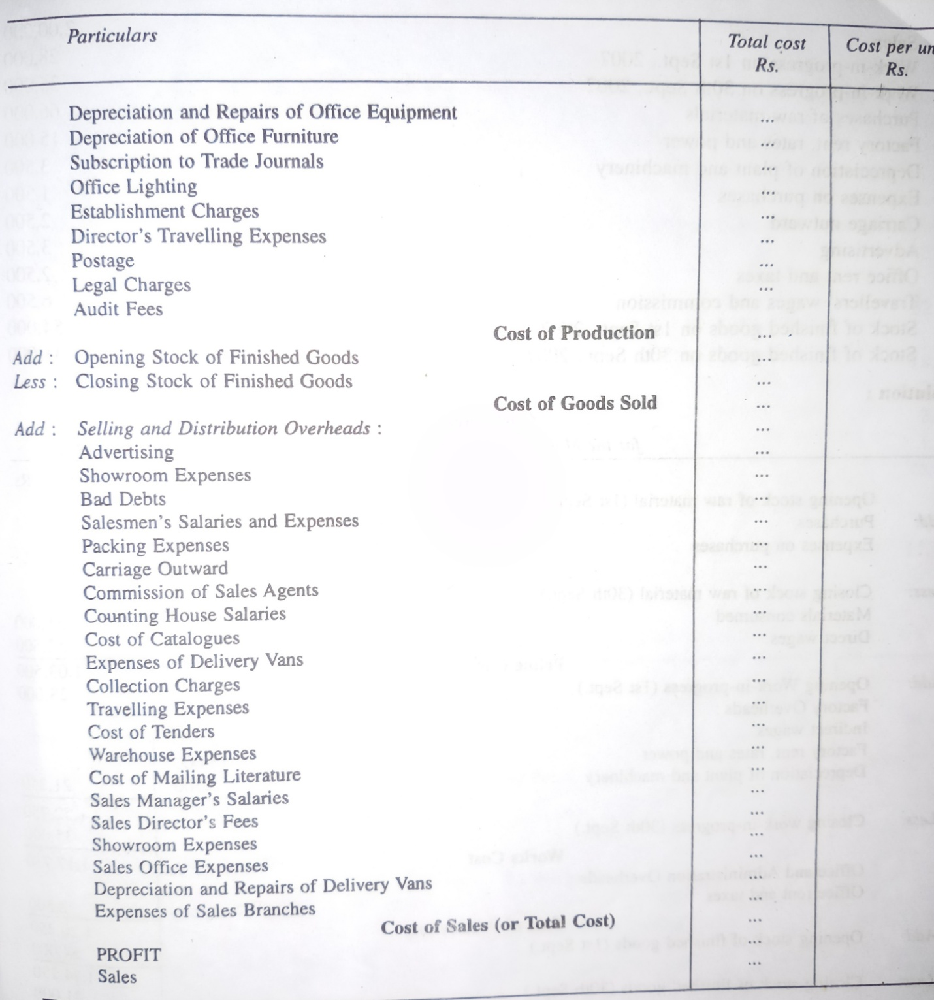 Particulars Total cost Cost per un
Rs. Rs.
Depreciation and Repairs of Office Equipment ...
Depreciation of Office Furniture ...
Subscription to Trade Journals ...
Office Lighting ...
Establishment Charges ...
Director's Travelling Expenses ...
Postage ...
Legal Charges ...
Audit Fees
Cost of Production ...
Add : Opening Stock of Finished Goods ...
Less : Closing Stock of Finished Goods ...
Cost of Goods Sold ...
Add : Selling and Distribution Overheads : ...
Advertising ...
Showroom Expenses ...
Bad Debts ...
Salesmen's Salaries and Expenses ...
Packing Expenses ...
Carriage Outward ...
Commission of Sales Agents ...
Counting House Salaries ...
Cost of Catalogues ...
Expenses of Delivery Vans ...
Collection Charges ...
Travelling Expenses ...
Cost of Tenders ...
Warehouse Expenses ...
Cost of Mailing Literature ...
Sales Manager's Salaries ...
Sales Director's Fees ...
Showroom Expenses ...
Sales Office Expenses ...
Depreciation and Repairs of Delivery Vans ...
Expenses of Sales Branches ...
Cost of Sales (or Total Cost) ...
PROFIT ...
Sales ...